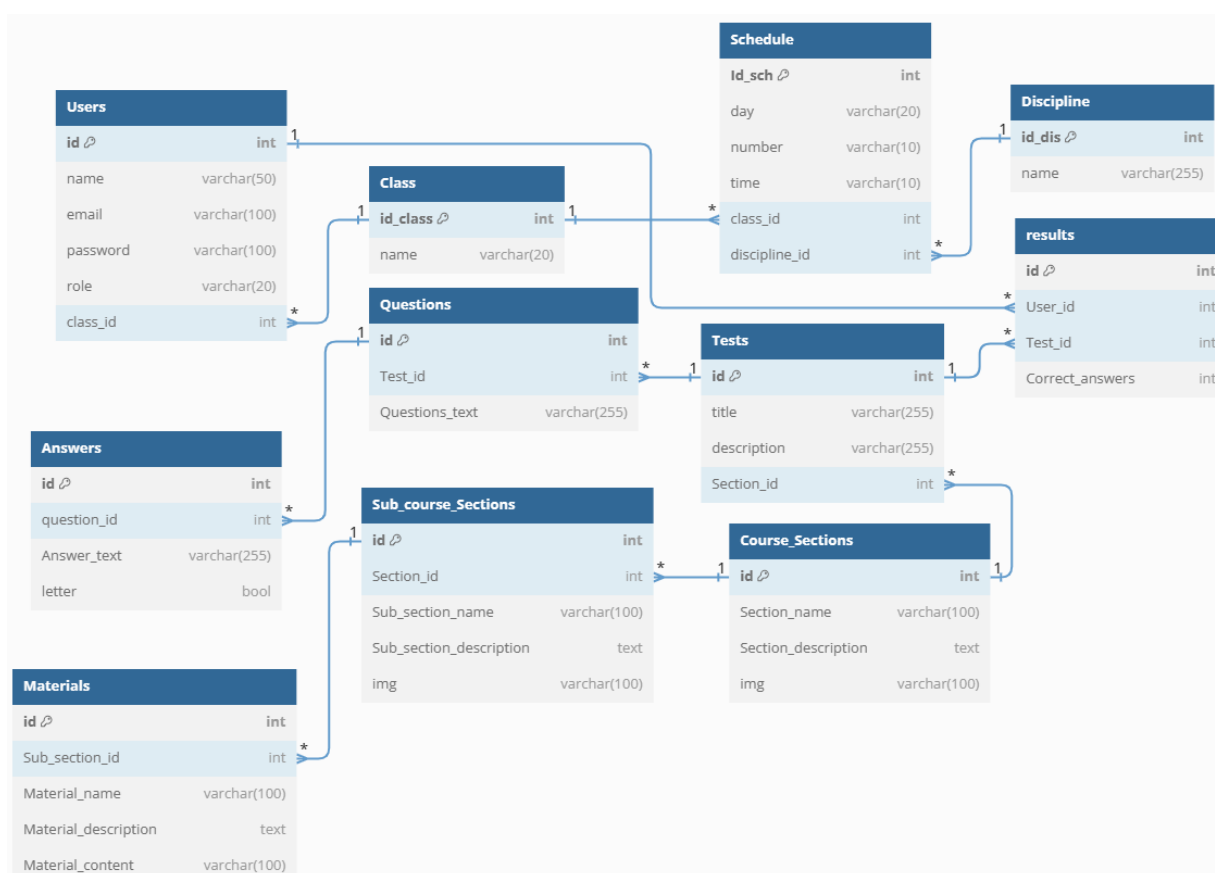 Users
id int
name varchar(50)
email varchar(100)
password varchar(100)
role varchar(20)
class_id int
1
*
Class
id_class int
name varchar(20)
1
1
Schedule
Id_sch int
day varchar(20)
number varchar(10)
time varchar(10)
class_id int
discipline_id int
*
*
Discipline
id_dis int
name varchar(255)
1
results
id int
User_id int
Test_id int
Correct_answers int
*
*
Questions
id int
Test_id int
Questions_text varchar(255)
1
*
Tests
id int
title varchar(255)
description varchar(255)
Section_id int
1
1
*
Answers
id int
question_id int
Answer_text varchar(255)
letter bool
*
Sub_course_Sections
id int
Section_id int
Sub_section_name varchar(100)
Sub_section_description text
img varchar(100)
1
*
Course_Sections
id int
Section_name varchar(100)
Section_description text
img varchar(100)
1
1
Materials
id int
Sub_section_id int
Material_name varchar(100)
Material_description text
Material_content varchar(100)
*